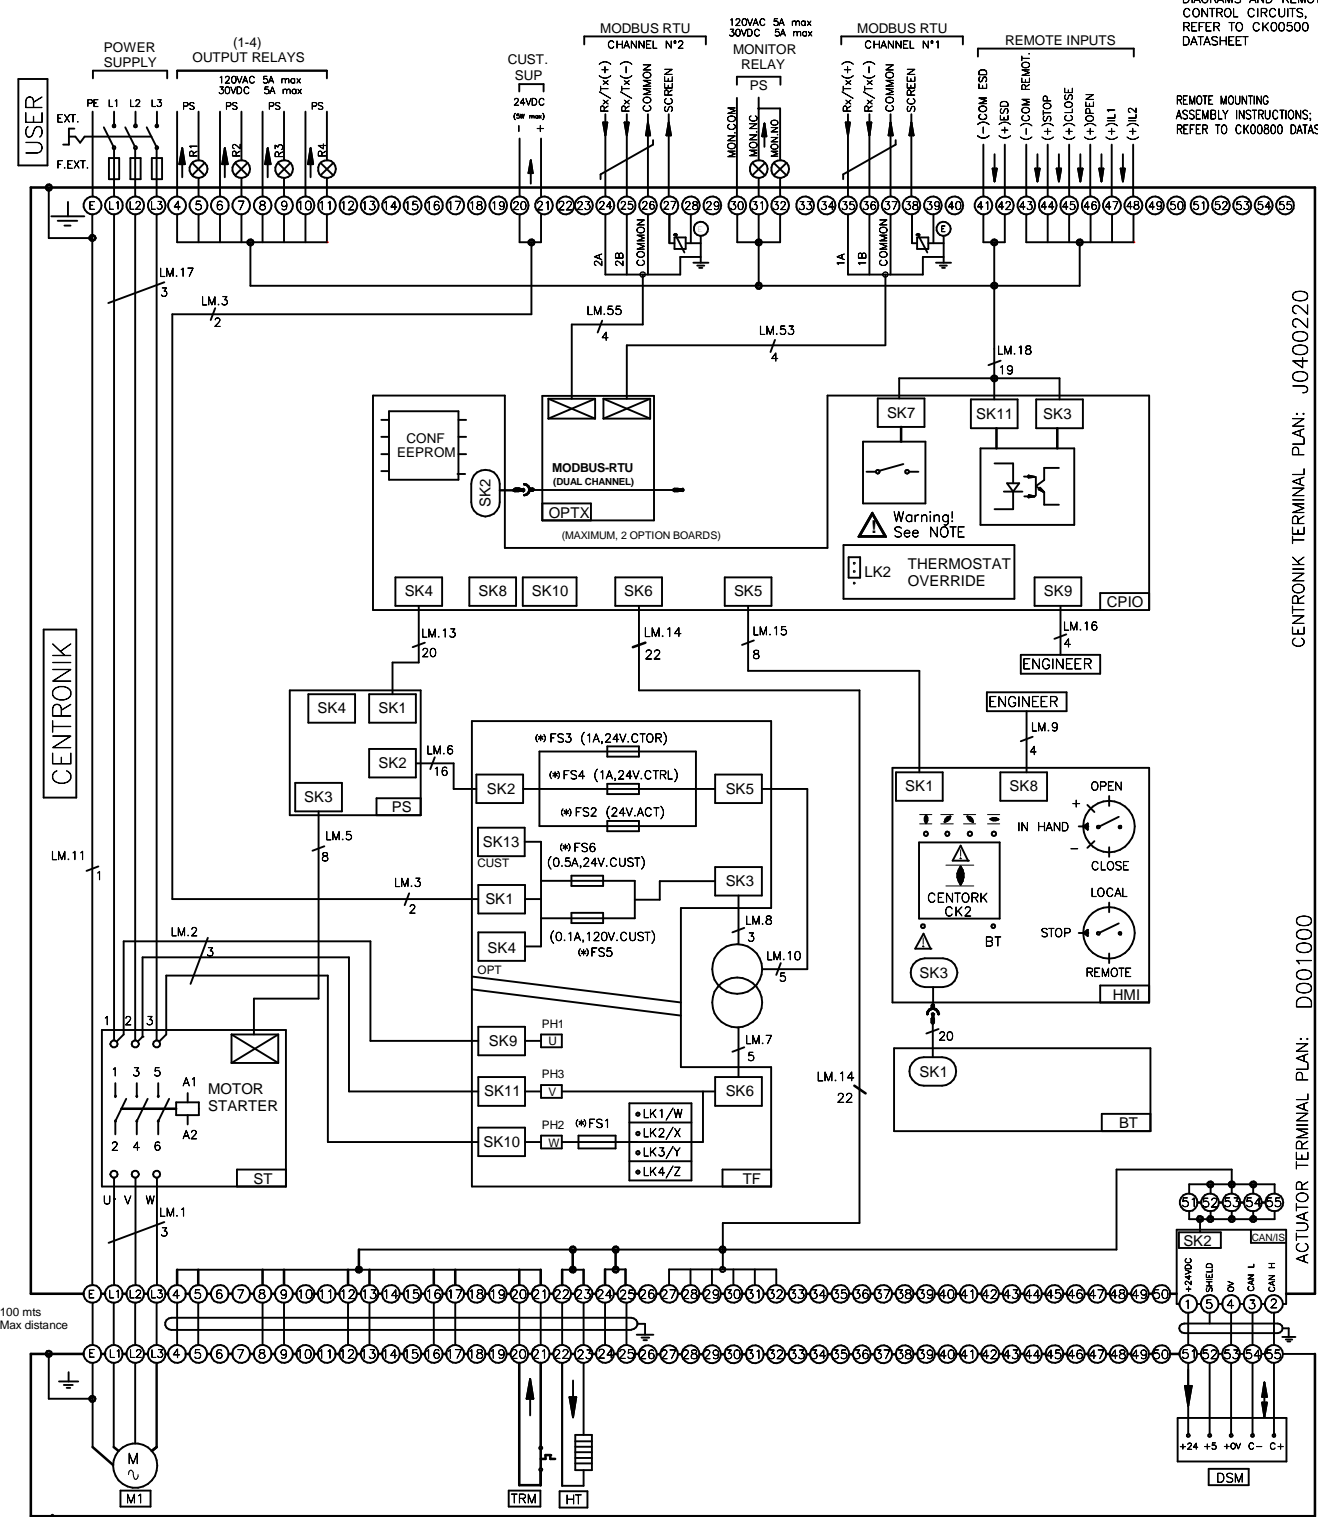 DIAGRAMS AND REMOT
CONTROL CIRCUITS,
REFER TO CK00500
DATASHEET
REMOTE MOUNTING
ASSEMBLY INSTRUCTIONS;
REFER TO CK00800 DATAS
USER
POWER
SUPPLY
PE L1 L2 L3
EXT.
F.EXT.
(1-4)
OUTPUT RELAYS
120VAC 5A max
30VDC 5A max
PS PS PS PS
R1 R2 R3 R4
CUST.
SUP
24VDC
(5W max)
- +
MODBUS RTU
CHANNEL N°2
Rx/Tx(+)
Rx/Tx(-)
COMMON
SCREEN
120VAC 5A max
30VDC 5A max
MONITOR
RELAY
PS
MON.COM
MON.NC
MON.NO
MODBUS RTU
CHANNEL N°1
Rx/Tx(+)
Rx/Tx(-)
COMMON
SCREEN
REMOTE INPUTS
(-)COM ESD
(+)ESD
(-)COM REMOT.
(+)STOP
(+)CLOSE
(+)OPEN
(+)IL1
(+)IL2
E L1 L2 L3 4 5 6 7 8 9 10 11 12 13 14 15 16 17 18 19 20 21 22 23 24 25 26 27 28 29 30 31 32 33 34 35 36 37 38 39 40 41 42 43 44 45 46 47 48 49 50 51 52 53 54 55
2A 2B COMMON
1A 1B COMMON
E
LM.17
3
LM.3
2
LM.55
4
LM.53
4
LM.18
19
CENTRONIK TERMINAL PLAN: J0400220
CONF
EEPROM
SK2
MODBUS-RTU
(DUAL CHANNEL)
OPTX
(MAXIMUM, 2 OPTION BOARDS)
SK7
SK11
SK3
Warning!
See NOTE
LK2
THERMOSTAT
OVERRIDE
SK4
SK8
SK10
SK6
SK5
SK9
CPIO
CENTRONIK
LM.13
20
LM.14
22
LM.15
8
LM.16
4
ENGINEER
ENGINEER
LM.9
4
SK4
SK1
SK2
SK3
PS
LM.6
16
LM.5
8
(*)FS3 (1A,24V.CTOR)
(*)FS4 (1A,24V.CTRL)
(*)FS2 (24V.ACT)
SK2
SK5
SK13
CUST
(*)FS6
(0.5A,24V.CUST)
SK1
SK3
LM.3
2
(0.1A,120V.CUST)
(*)FS5
SK4
OPT
LM.8
3
LM.10
5
LM.7
5
SK9
PH1
U
SK11
PH3
V
SK6
SK10
PH2
W
(*)FS1
LK1/W
LK2/X
LK3/Y
LK4/Z
TF
SK1
SK8
OPEN
+
IN HAND
-
CLOSE
CENTORK
CK2
BT
LOCAL
STOP
REMOTE
SK3
HMI
20
SK1
BT
LM.11
1
LM.2
3
1 2 3
1 3 5
A1
MOTOR
STARTER
A2
2 4 6
ST
U V W
LM.1
3
LM.14
22
ACTUATOR TERMINAL PLAN: D001000
51 52 53 54 55
SK2
CAN/IS
+24VDC
SHIELD
0V
CAN L
CAN H
1 5 4 3 2
E L1 L2 L3 4 5 6 7 8 9 10 11 12 13 14 15 16 17 18 19 20 21 22 23 24 25 26 27 28 29 30 31 32 33 34 35 36 37 38 39 40 41 42 43 44 45 46 47 48 49 50
100 mts
Max distance
E L1 L2 L3 4 5 6 7 8 9 10 11 12 13 14 15 16 17 18 19 20 21 22 23 24 25 26 27 28 29 30 31 32 33 34 35 36 37 38 39 40 41 42 43 44 45 46 47 48 49 50 51 52 53 54 55
M
M1
TRM
HT
+24 +5 +0V C- C+
DSM